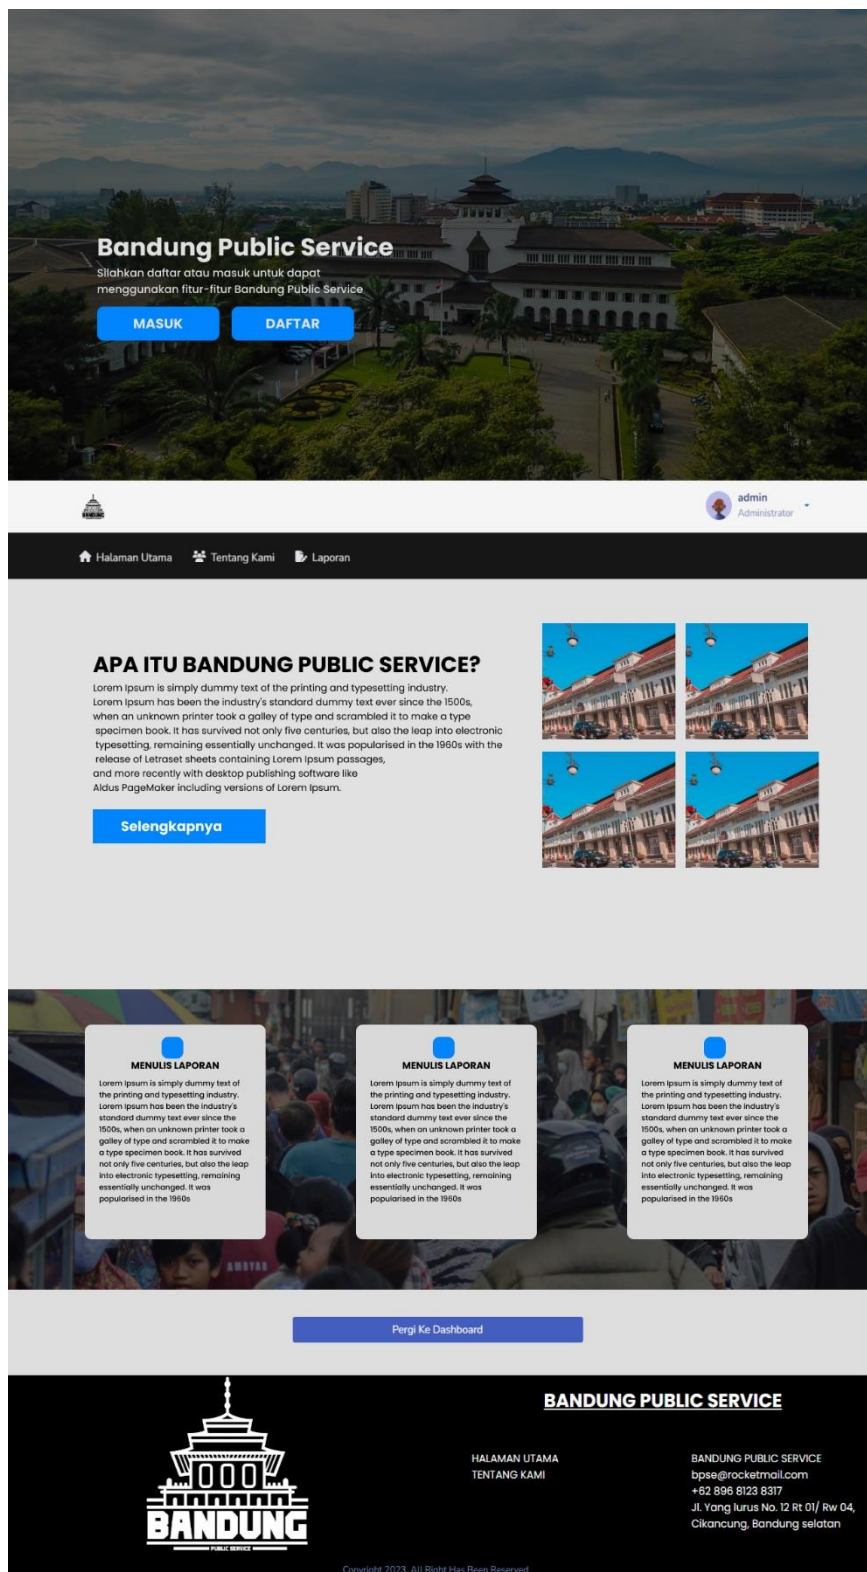 Bandung Public Service
Silahkan daftar atau masuk untuk dapat
menggunakan fitur-fitur Bandung Public Service
MASUK
DAFTAR
BANDUNG
admin
Administrator
Halaman Utama
Tentang Kami
Laporan
APA ITU BANDUNG PUBLIC SERVICE?
Lorem Ipsum is simply dummy text of the printing and typesetting industry.
Lorem Ipsum has been the industry's standard dummy text ever since the 1500s,
when an unknown printer took a galley of type and scrambled it to make a type
specimen book. It has survived not only five centuries, but also the leap into electronic
typesetting, remaining essentially unchanged. It was popularised in the 1960s with the
release of Letraset sheets containing Lorem Ipsum passages,
and more recently with desktop publishing software like
Aldus PageMaker including versions of Lorem Ipsum.
Selengkapnya
MENULIS LAPORAN
Lorem Ipsum is simply dummy text of
the printing and typesetting industry.
Lorem Ipsum has been the industry's
standard dummy text ever since the
1500s, when an unknown printer took a
galley of type and scrambled it to make
a type specimen book. It has survived
not only five centuries, but also the leap
into electronic typesetting, remaining
essentially unchanged. It was
popularised in the 1960s
MENULIS LAPORAN
Lorem Ipsum is simply dummy text of
the printing and typesetting industry.
Lorem Ipsum has been the industry's
standard dummy text ever since the
1500s, when an unknown printer took a
galley of type and scrambled it to make
a type specimen book. It has survived
not only five centuries, but also the leap
into electronic typesetting, remaining
essentially unchanged. It was
popularised in the 1960s
MENULIS LAPORAN
Lorem Ipsum is simply dummy text of
the printing and typesetting industry.
Lorem Ipsum has been the industry's
standard dummy text ever since the
1500s, when an unknown printer took a
galley of type and scrambled it to make
a type specimen book. It has survived
not only five centuries, but also the leap
into electronic typesetting, remaining
essentially unchanged. It was
popularised in the 1960s
Pergi Ke Dashboard
BANDUNG
PUBLIC SERVICE
BANDUNG PUBLIC SERVICE
HALAMAN UTAMA
TENTANG KAMI
BANDUNG PUBLIC SERVICE
bpse@rocketmail.com
+62 896 8123 8317
Jl. Yang lurus No. 12 Rt 01/ Rw 04,
Cikancung, Bandung selatan
Copyright 2023, All Right Has Been Reserved